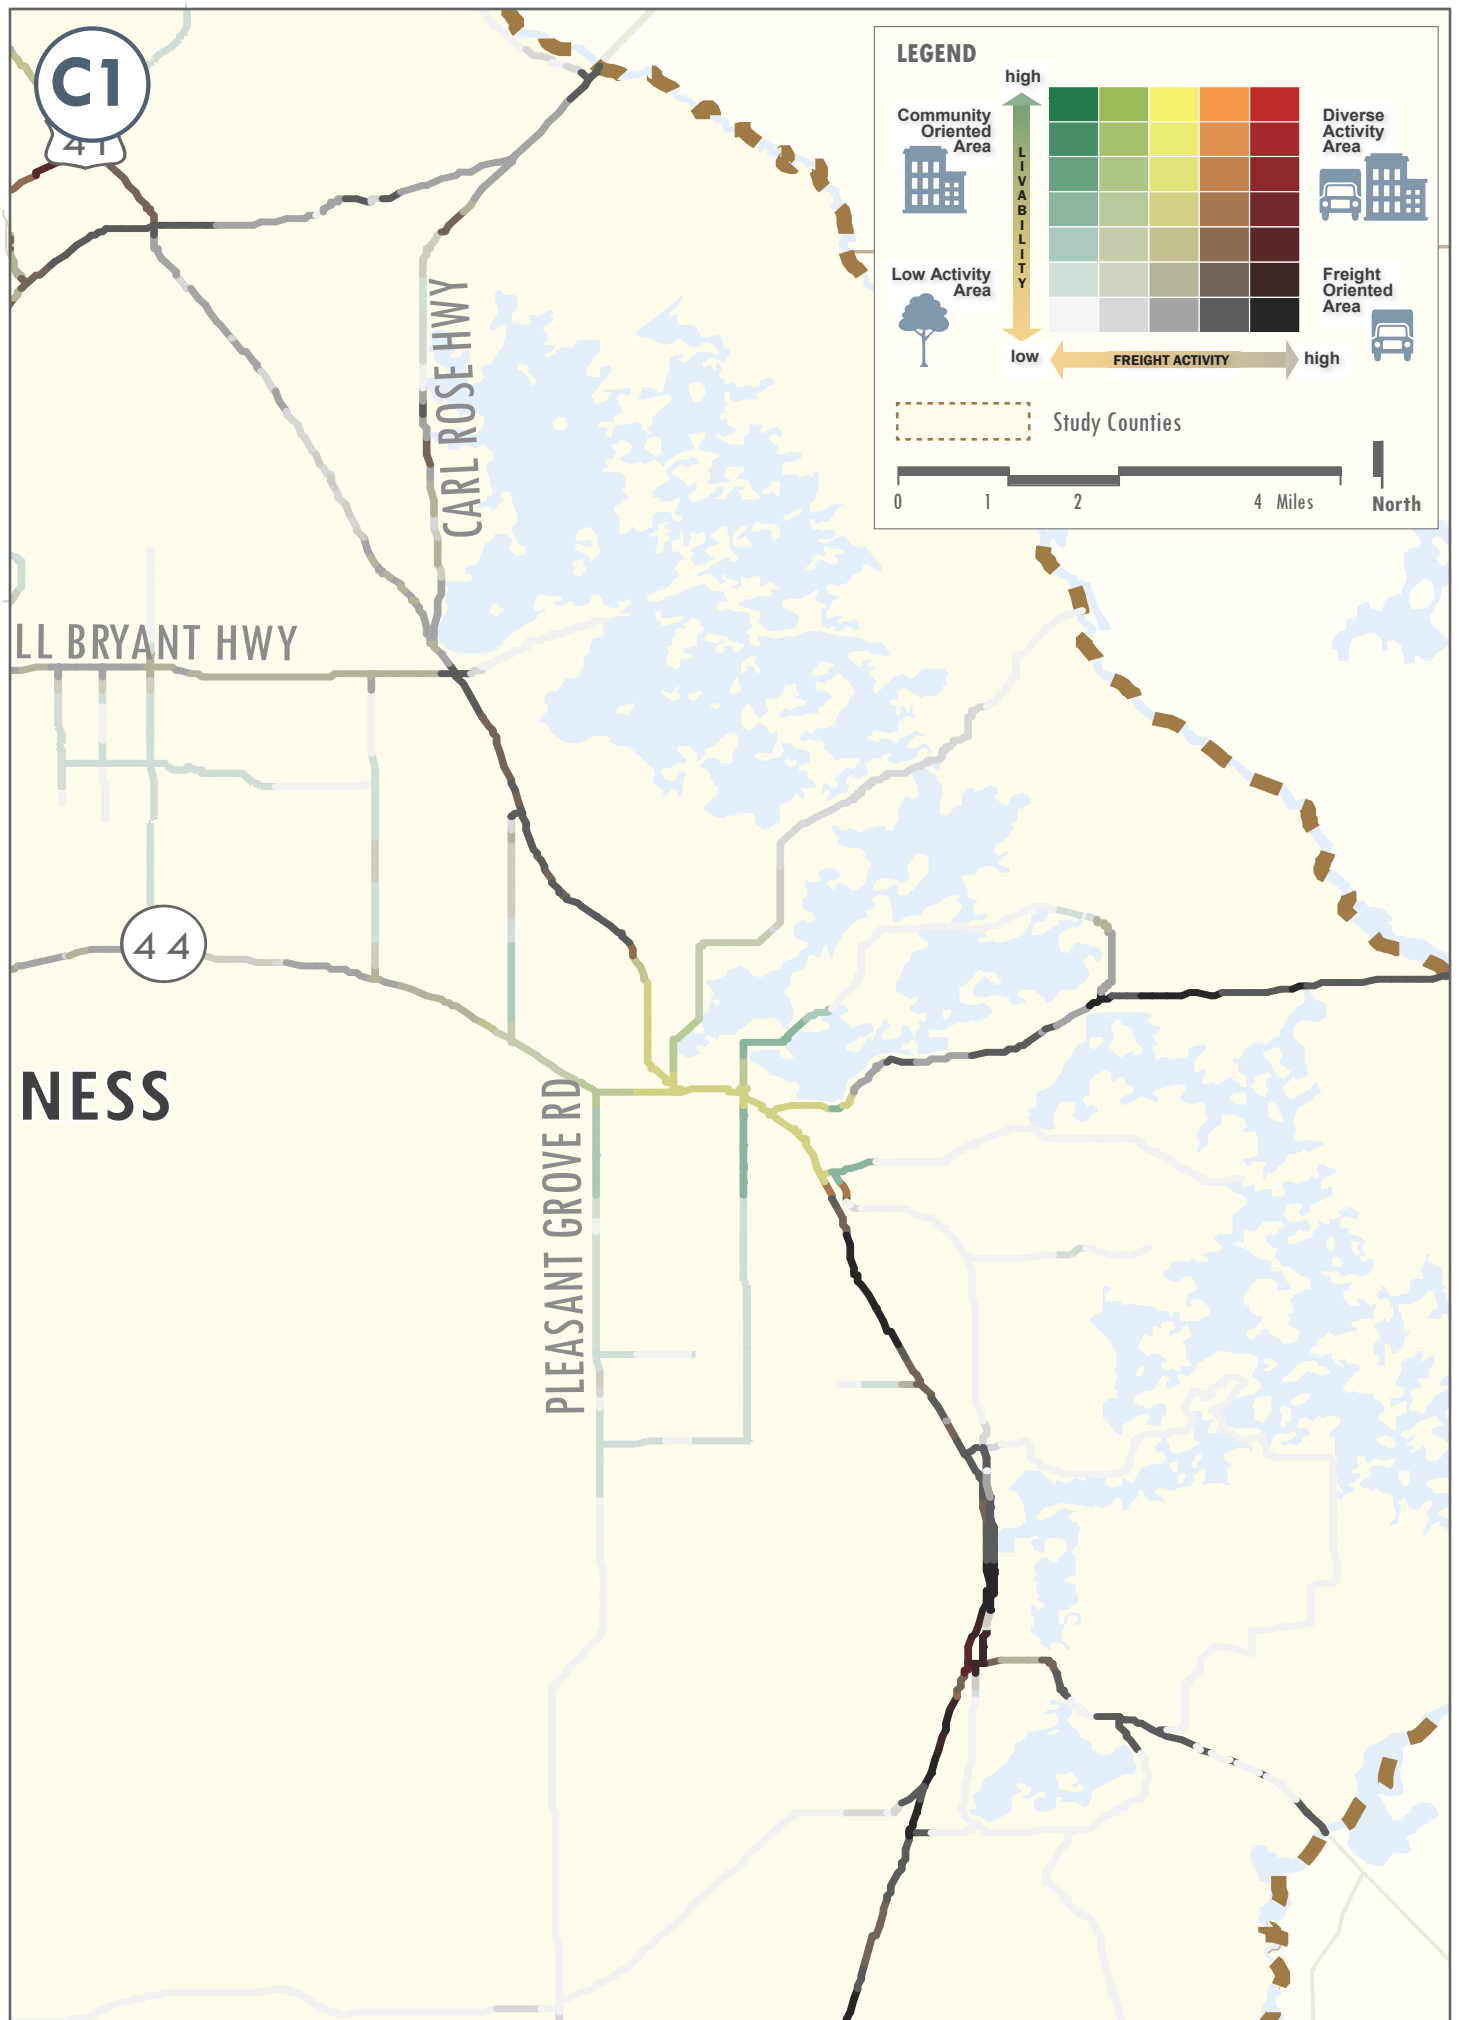 C1
41
LEGEND
high
Community
Oriented
Area
LIVABILITY
Diverse
Activity
Area
Low Activity
Area
Freight
Oriented
Area
low
FREIGHT ACTIVITY
high
Study Counties
0 1 2 4 Miles
North
CARL ROSE HWY
LL BRYANT HWY
44
NESS
PLEASANT GROVE RD